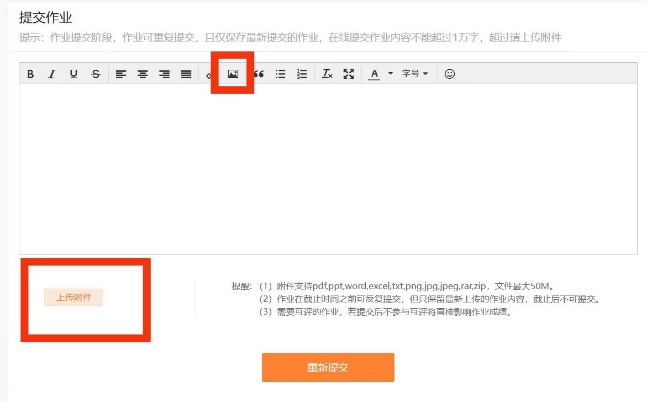 提交作业
提示：作业提交阶段，作业可重复提交，且仅保存最新提交的作业，在线提交作业内容不能超过1万字，超过请上传附件
B I U S A 字号
上传附件
提醒：（1）附件支持pdf,ppt,word,excel,txt,png,jpg,jpeg,rar,zip，文件最大50M。
（2）作业在截止时间之前可反复提交，但只保留最新上传的作业内容，截止后不可提交。
（3）需要互评的作业，若提交后不参与互评将直接影响作业成绩。
重新提交